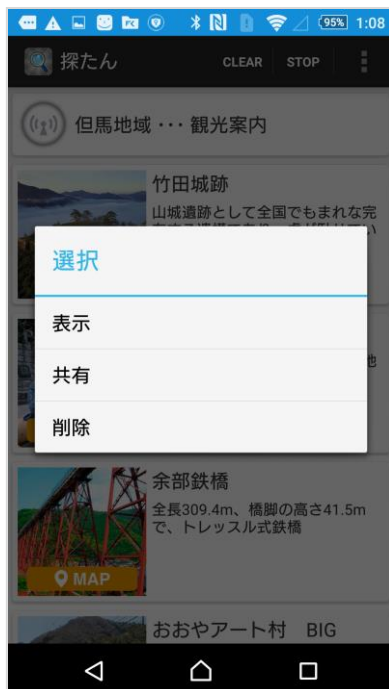 95% 1:08
探たん CLEAR STOP
但馬地域・・・観光案内
竹田城跡
山城遺跡として全国でもまれな完
選択
表示
共有
削除
余部鉄橋
全長309.4m、橋脚の高さ41.5m
で、トレッスル式鉄橋
MAP
おおやアート村 BIG